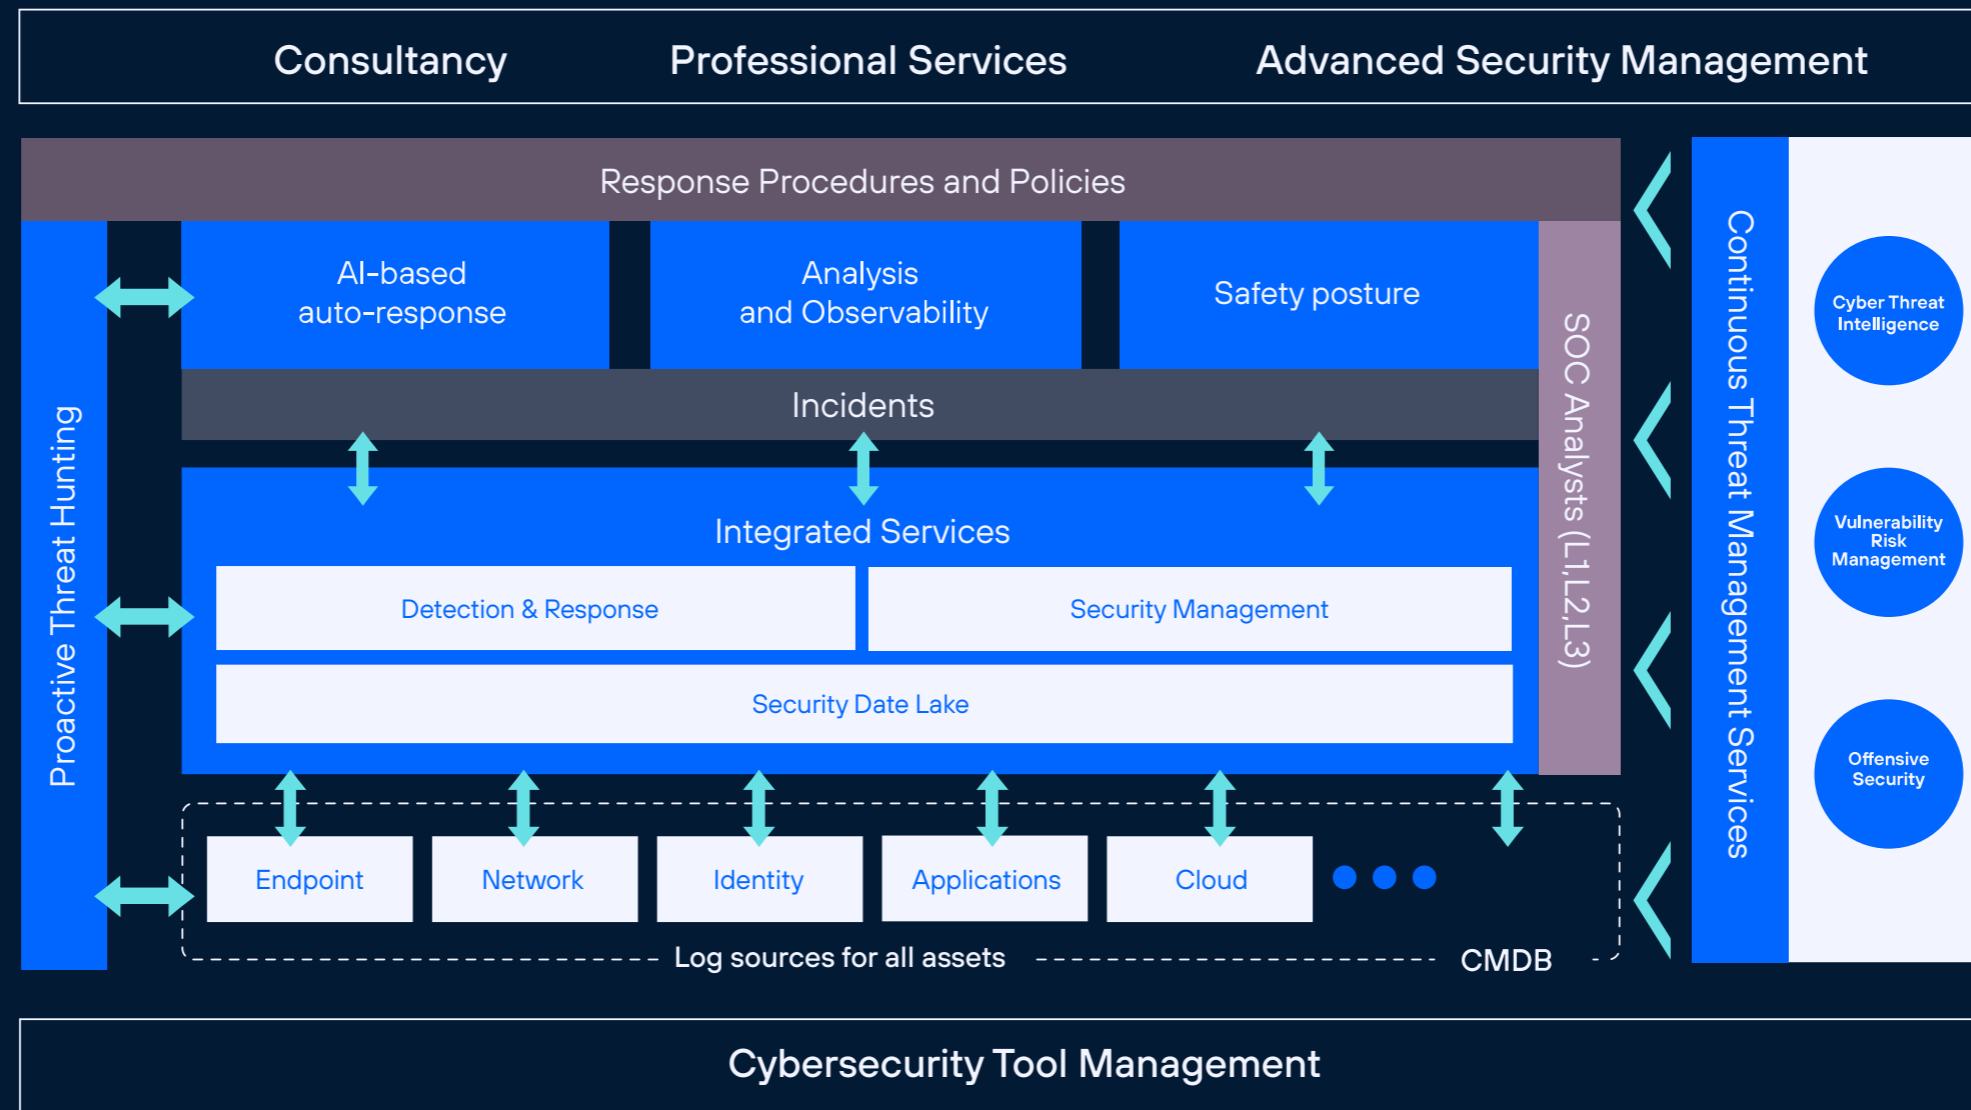 Consultancy
Professional Services
Advanced Security Management
Response Procedures and Policies
Proactive Threat Hunting
AI-based
auto-response
Analysis
and Observability
Safety posture
Incidents
Integrated Services
Detection & Response
Security Management
Security Date Lake
SOC Analysts (L1,L2,L3)
Endpoint
Network
Identity
Applications
Cloud
Log sources for all assets
CMDB
Continuous Threat Management Services
Cyber Threat
Intelligence
Vulnerability
Risk
Management
Offensive
Security
Cybersecurity Tool Management